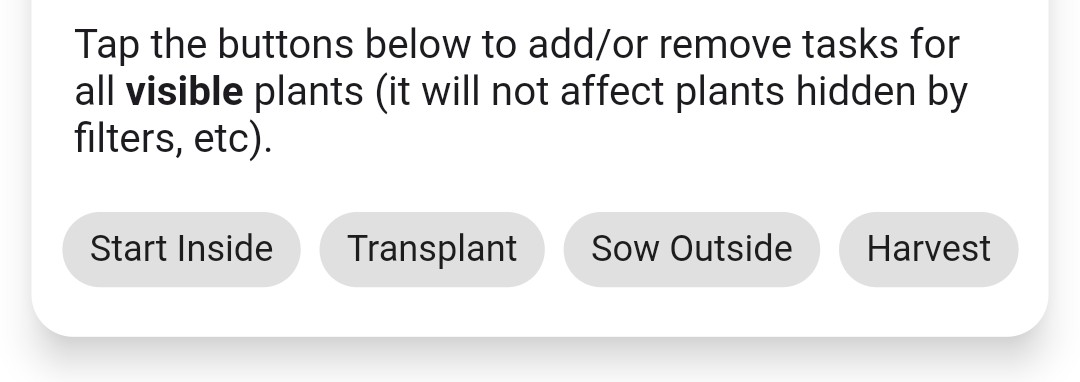 Tap the buttons below to add/or remove tasks for
all visible plants (it will not affect plants hidden by
filters, etc).
Start Inside Transplant Sow Outside Harvest